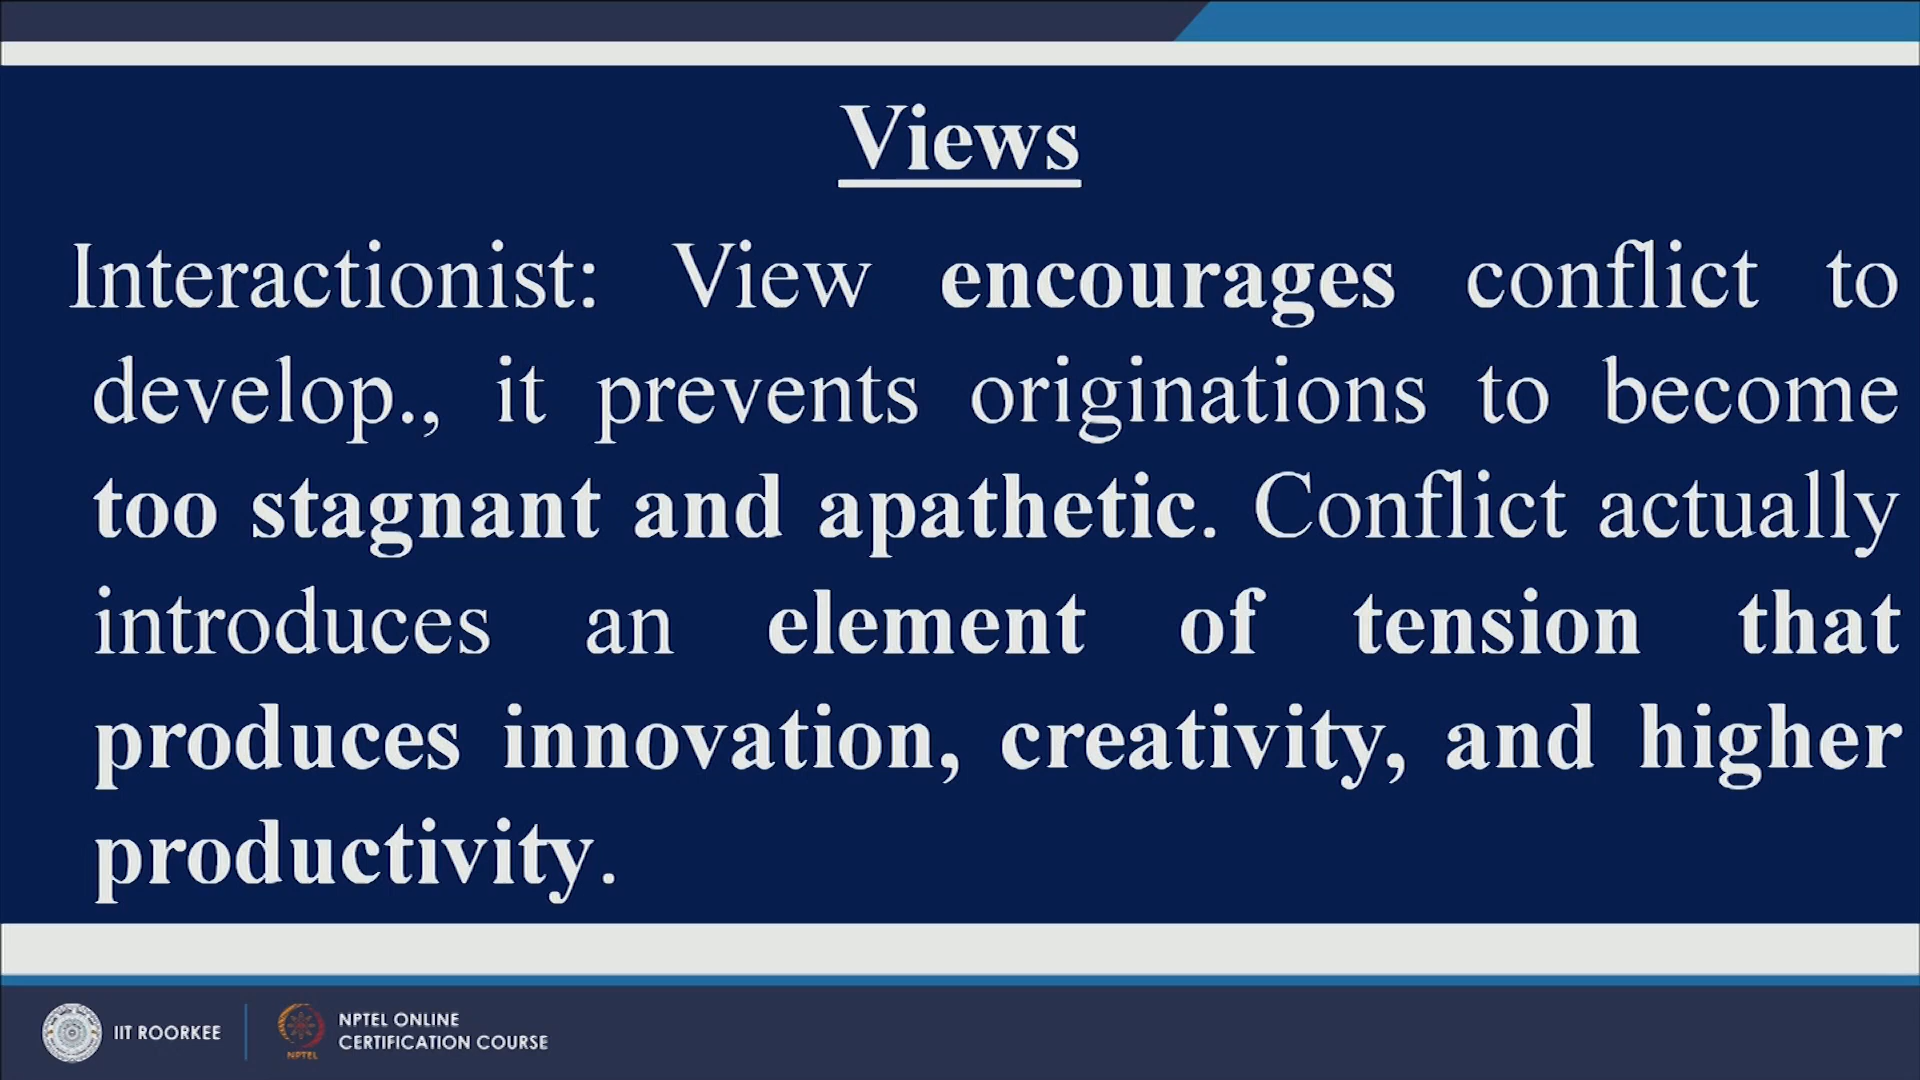 Views
Interactionist: View encourages conflict to
develop., it prevents originations to become
too stagnant and apathetic. Conflict actually
introduces an element of tension that
produces innovation, creativity, and higher
productivity.
IIT ROORKEE
NPTEL
NPTEL ONLINE
CERTIFICATION COURSE